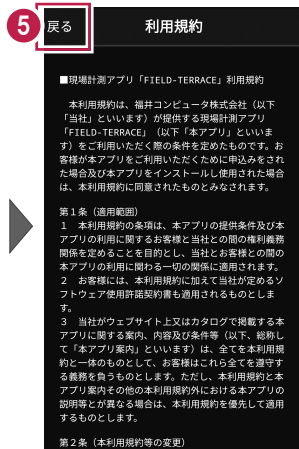 5
戻る
利用規約
■現場計測アプリ「FIELD-TERRACE」利用規約
本利用規約は、福井コンピュータ株式会社（以下
「当社」といいます）が提供する現場計測アプリ
「FIELD-TERRACE」（以下「本アプリ」といいま
す）をご利用いただく際の条件を定めたものです。お
客様が本アプリをご利用いただくために申込みをされ
た場合及び本アプリをインストールし使用された場合
は、本利用規約に同意されたものとみなされます。
第１条（適用範囲）
１　本利用規約の条項は、本アプリの提供条件及び本
アプリの利用に関するお客様と当社との間の権利義務
関係を定めることを目的とし、当社とお客様との間の
本アプリの利用に関わる一切の関係に適用されます。
２　お客様には、本利用規約に加えて当社が定めるソ
フトウェア使用許諾契約書も適用されるものとしま
す。
３　当社がウェブサイト上又はカタログで掲載する本
アプリに関する案内、内容及び条件等（以下、総称し
て「本アプリ案内」といいます）は、全てを本利用規
約と一体のものとして、お客様はこれら全てを遵守す
る義務を負うものとします。ただし、本利用規約と本
アプリ案内その他の本利用規約外における本アプリの
説明等とが異なる場合は、本利用規約を優先して適用
するものとします。
第２条（本利用規約等の変更）